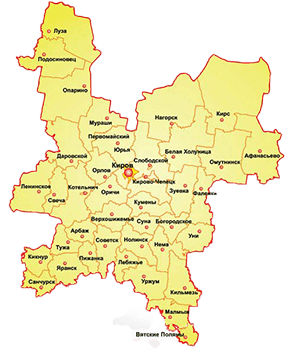 Луза
Подосиновец
Опарино
Мураши
Нагорск
Кирс
Первомайский
Юрья
Даровской
Белая Холуница
Афанасьево
Омутнинск
Киров
Слободской
Орлов
Кирово-Чепецк
Ленинское
Котельнич
Оричи
Зуевка
Фаленки
Свеча
Кумены
Верхошижемье
Суна
Богородское
Арбаж
Уни
Тужа
Советск
Нолинск
Нема
Кикнур
Пижанка
Яранск
Лебяжье
Санчурск
Уржум
Кильмезь
Малмыж
Вятские Поляны